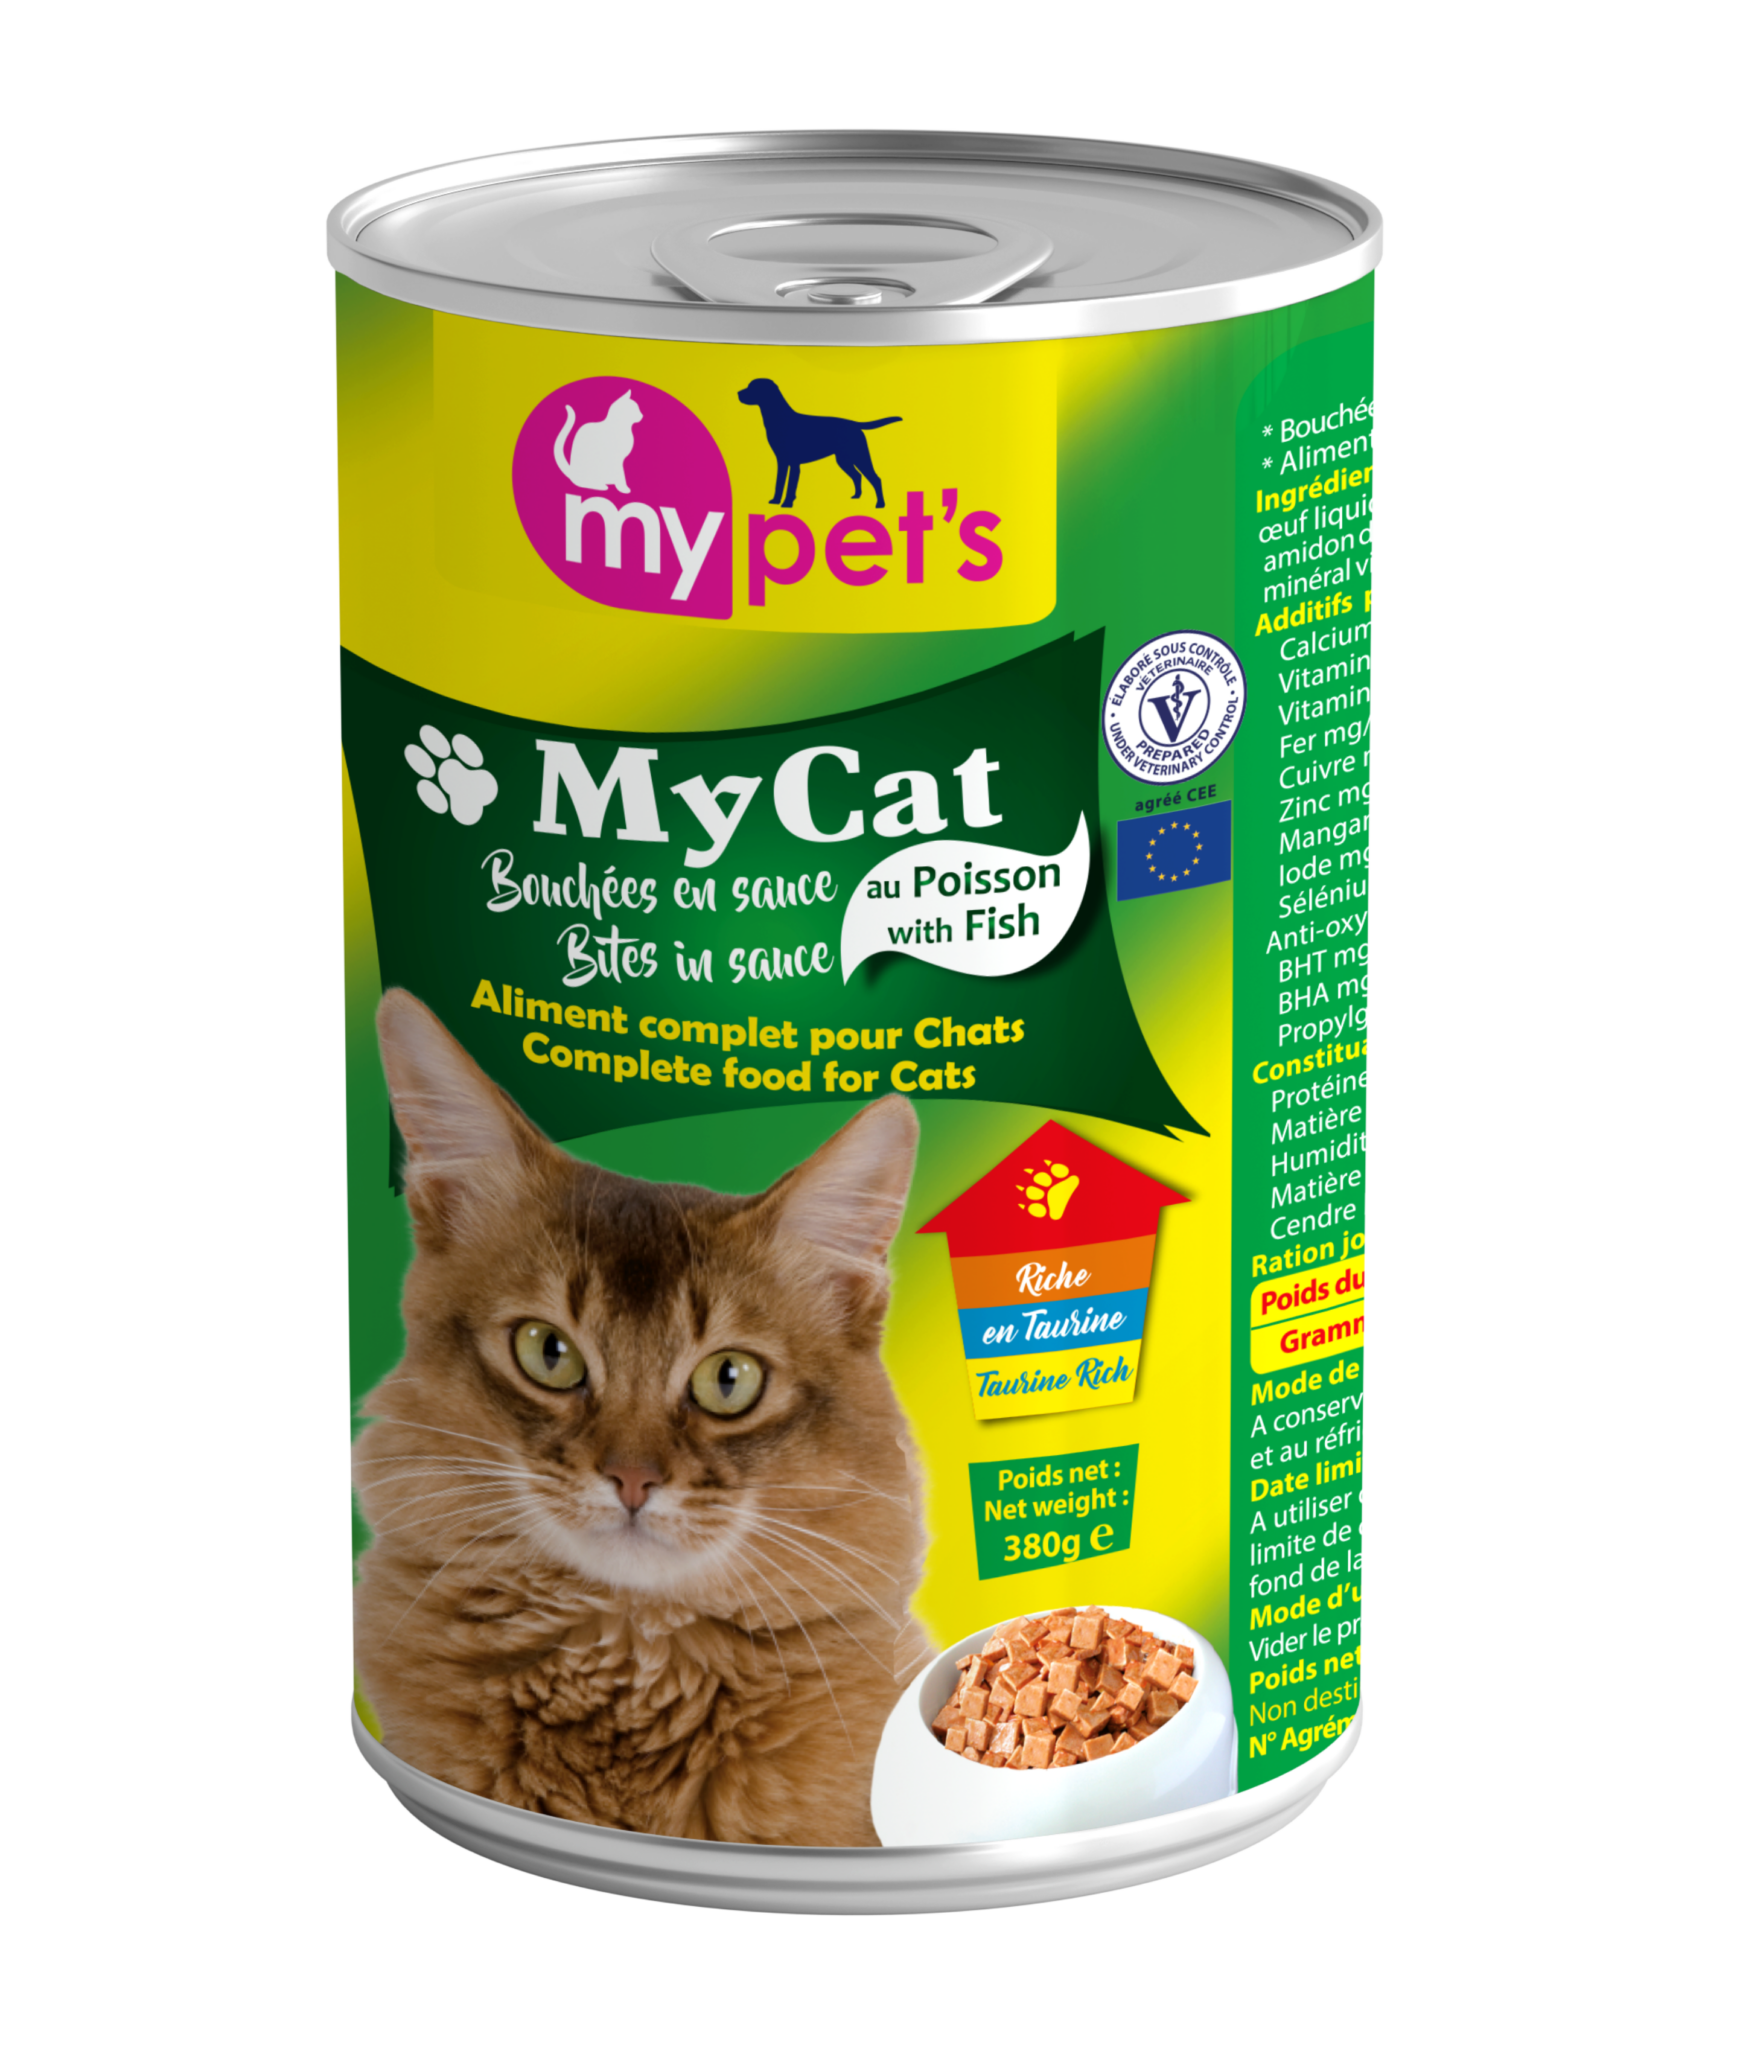 my pet's
MyCat
Bouchées en sauce
Bites in sauce
au Poisson
with Fish
Aliment complet pour Chats
Complete food for Cats
ÉLABORÉ SOUS CONTRÔLE
VÉTERINAIRE
V
PREPARED
UNDER VETERINARY CONTROL
agréé CEE
Riche
en Taurine
Taurine Rich
Poids net :
Net weight :
380g e
* Bouchée
* Aliment
Ingrédien
œuf liquid
amidon d
minéral vi
Additifs
Calcium
Vitamin
Vitamin
Fer mg/
Cuivre
Zinc mg
Mangan
Iode mg
Séléniu
Anti-oxy
BHT mg
BHA mg
Propylg
Constitua
Protéine
Matière
Humidit
Matière
Cendre
Ration jo
Poids du
Gramm
Mode de
A conserv
et au réfri
Date limi
A utiliser
limite de
fond de la
Mode d'u
Vider le pr
Poids net
Non desti
N° Agrém